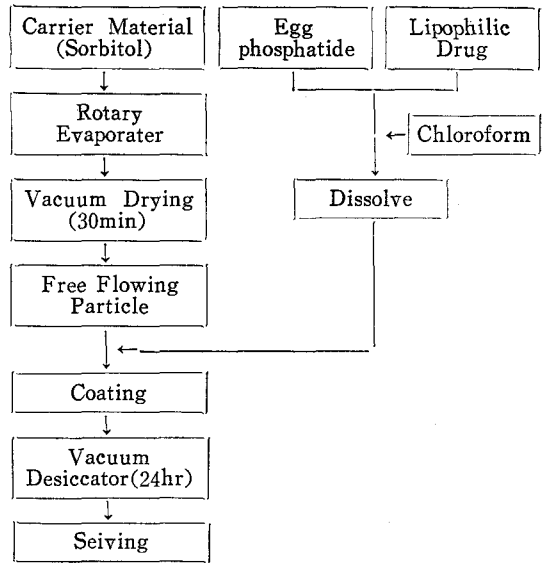 Carrier Material
(Sorbitol)
Egg
phosphatide
Lipophilic
Drug
Rotary
Evaporater
Chloroform
Vacuum Drying
(30min)
Dissolve
Free Flowing
Particle
Coating
Vacuum
Desiccator(24hr)
Seiving